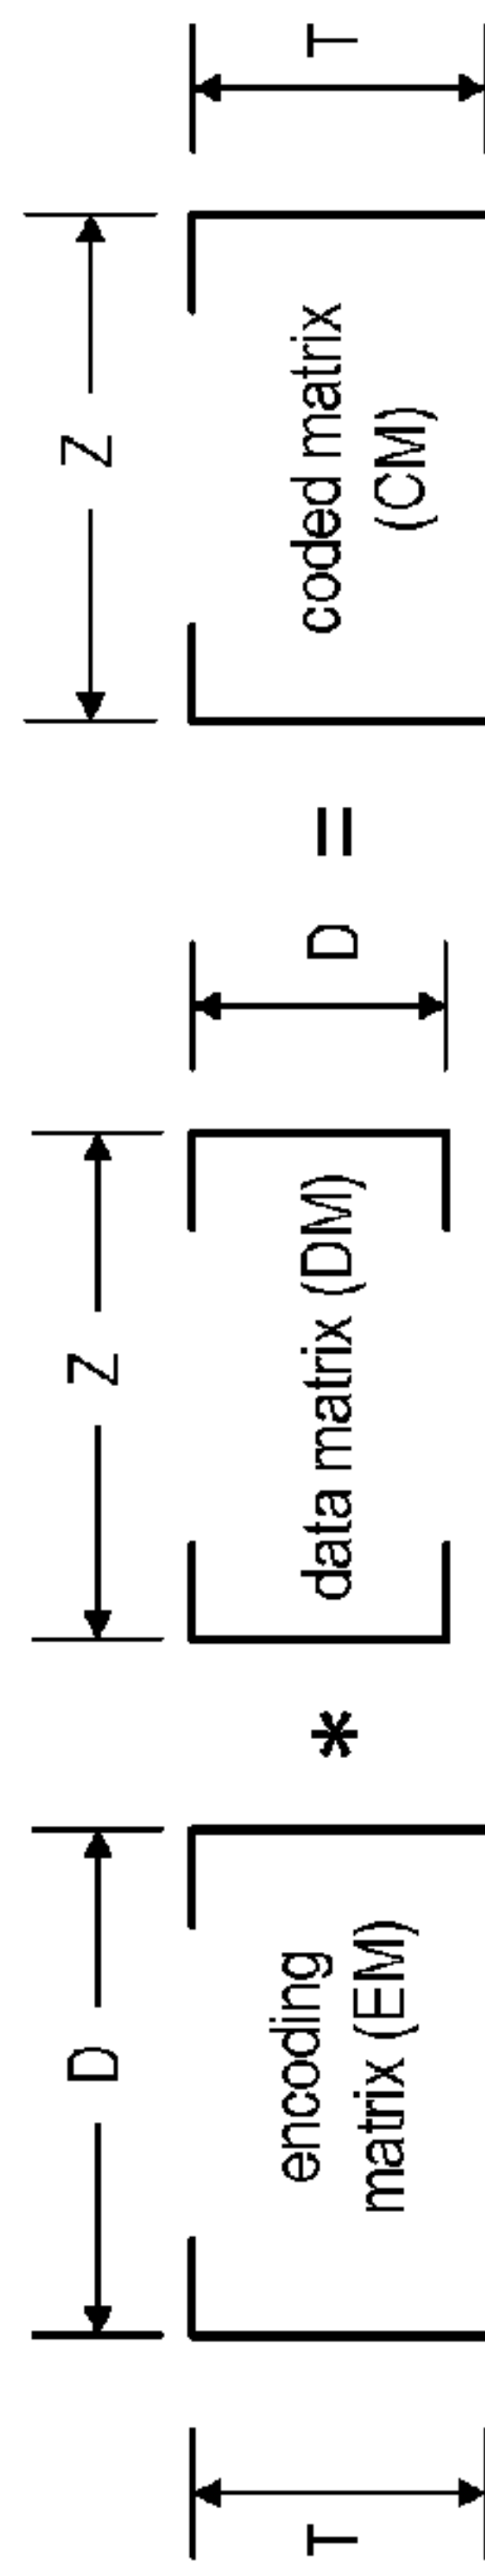 T
D
encoding
matrix (EM)
*
Z
data matrix (DM)
D
=
Z
coded matrix
(CM)
T